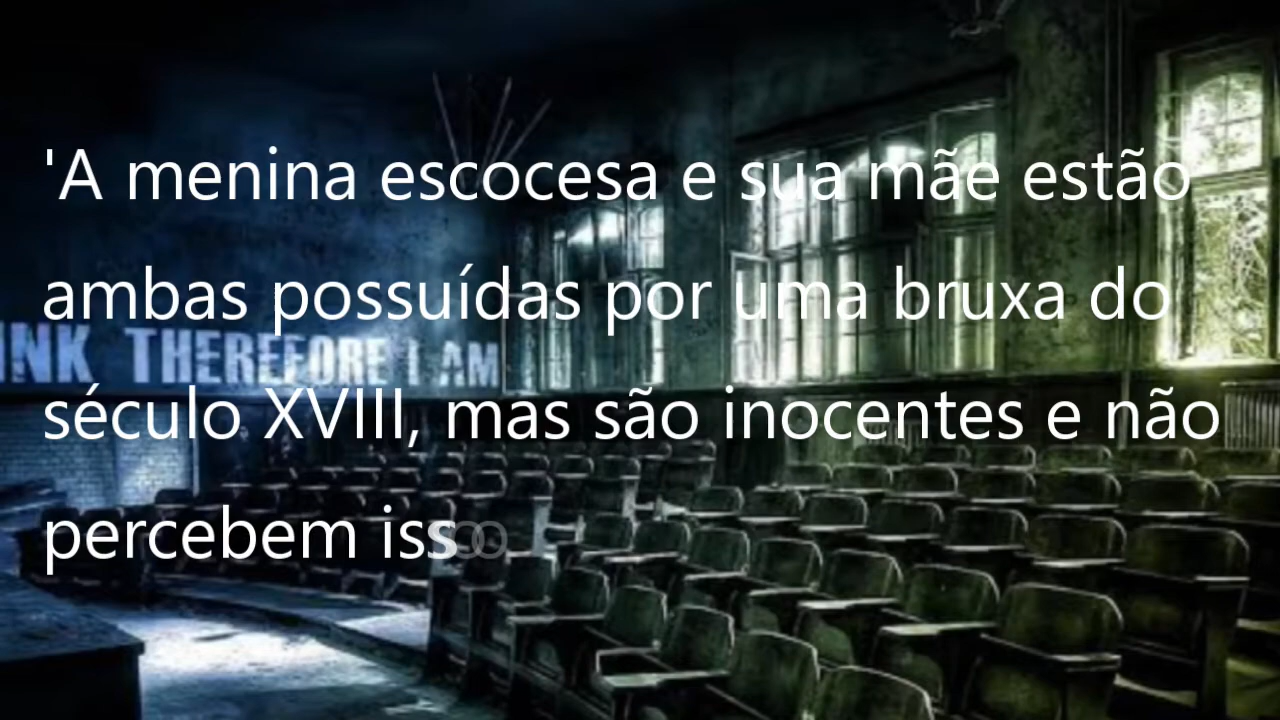 'A menina escocesa e sua mãe estão
ambas possuídas por uma bruxa do
INK THEREFORE I AM
século XVIII, mas são inocentes e não
percebem isso